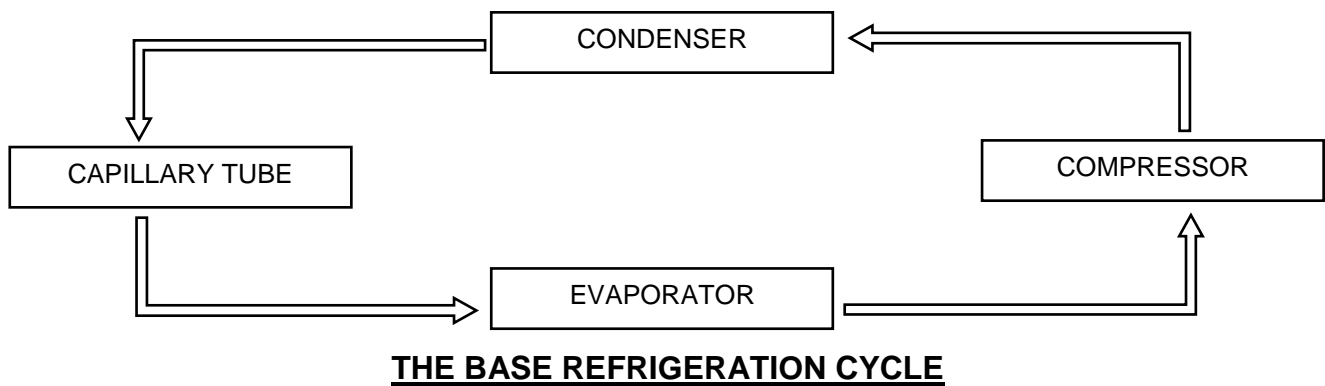 CONDENSER
CAPILLARY TUBE
COMPRESSOR
EVAPORATOR
THE BASE REFRIGERATION CYCLE